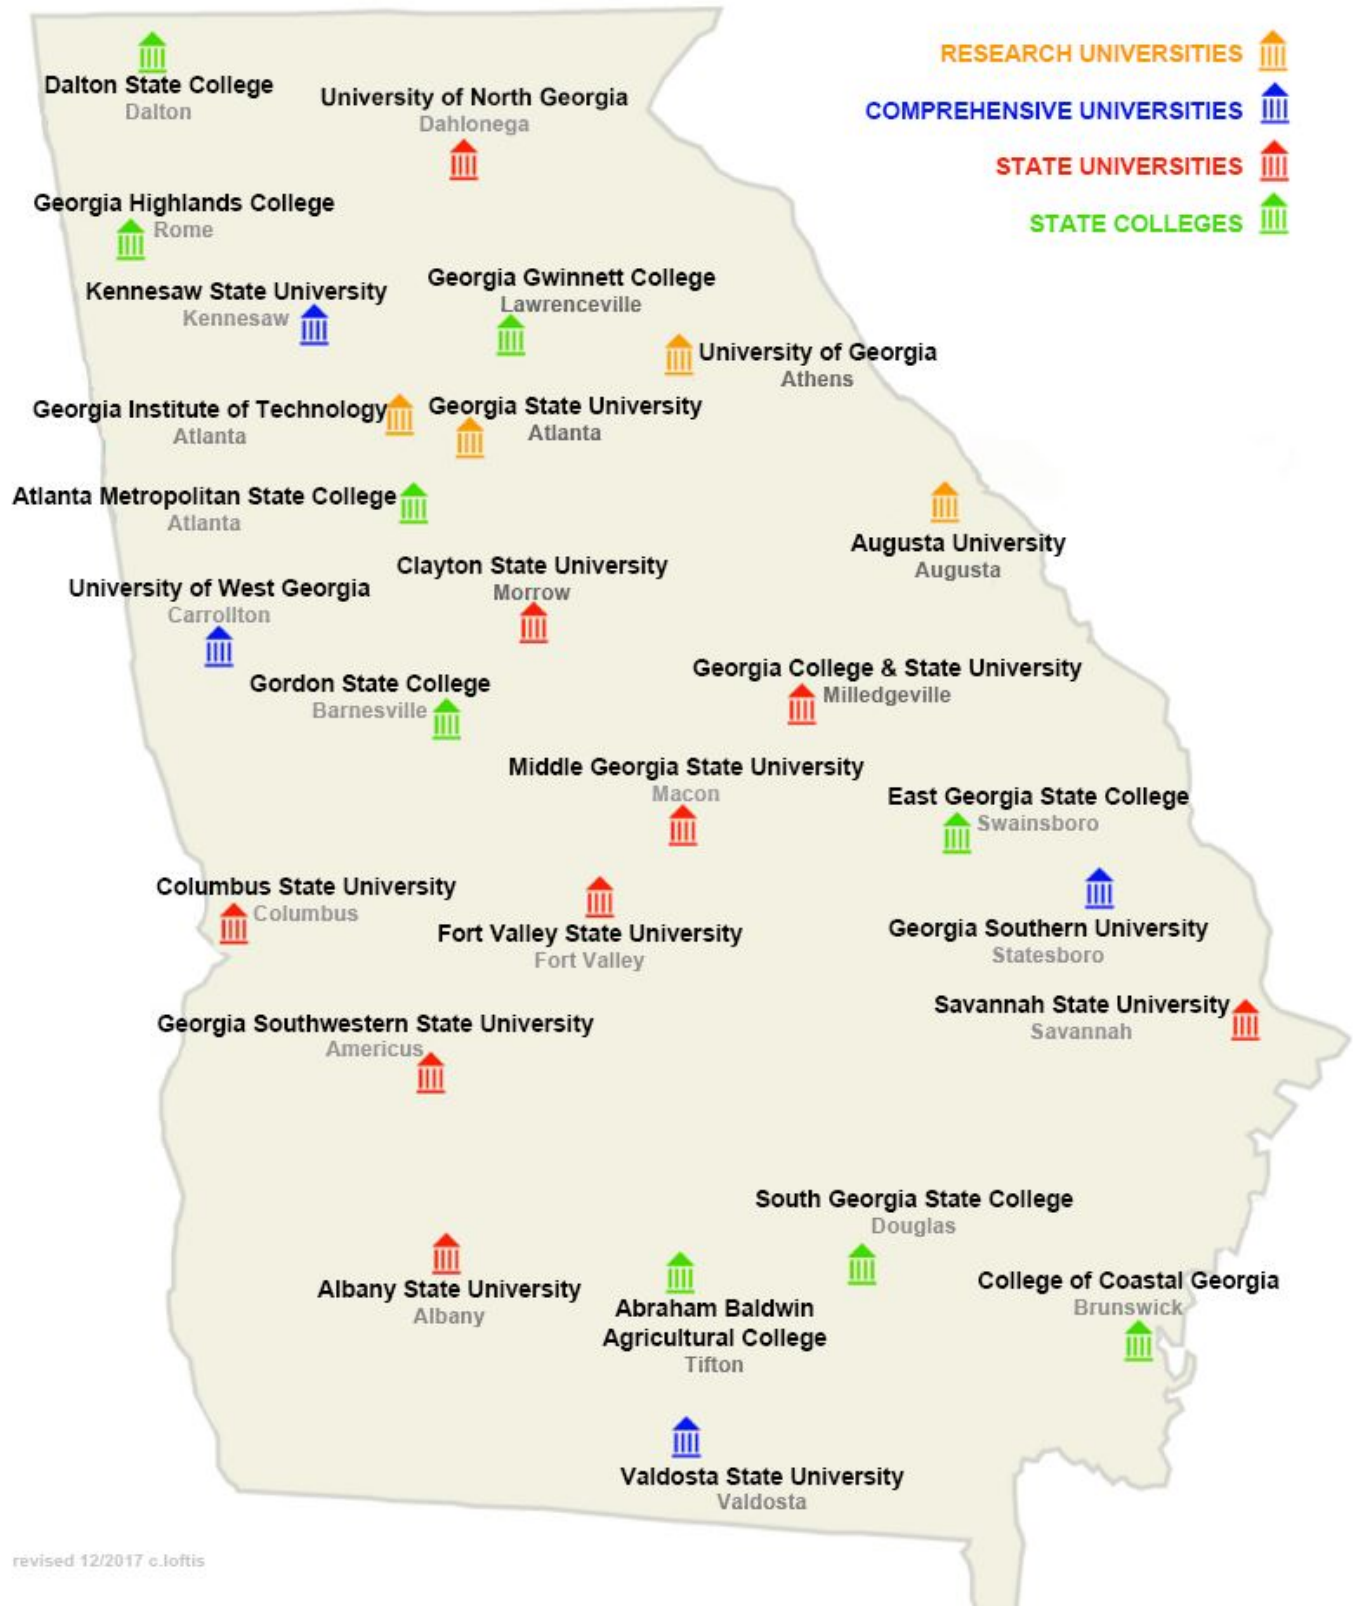 RESEARCH UNIVERSITIES
COMPREHENSIVE UNIVERSITIES
STATE UNIVERSITIES
STATE COLLEGES
Dalton State College
Dalton
University of North Georgia
Dahlonega
Georgia Highlands College
Rome
Kennesaw State University
Kennesaw
Georgia Gwinnett College
Lawrenceville
University of Georgia
Athens
Georgia Institute of Technology
Atlanta
Georgia State University
Atlanta
Atlanta Metropolitan State College
Atlanta
Augusta University
Augusta
Clayton State University
Morrow
University of West Georgia
Carrollton
Georgia College & State University
Milledgeville
Gordon State College
Barnesville
Middle Georgia State University
Macon
East Georgia State College
Swainsboro
Columbus State University
Columbus
Fort Valley State University
Fort Valley
Georgia Southern University
Statesboro
Savannah State University
Savannah
Georgia Southwestern State University
Americus
South Georgia State College
Douglas
Albany State University
Albany
Abraham Baldwin
Agricultural College
Tifton
College of Coastal Georgia
Brunswick
Valdosta State University
Valdosta
revised 12/2017 c.loftis